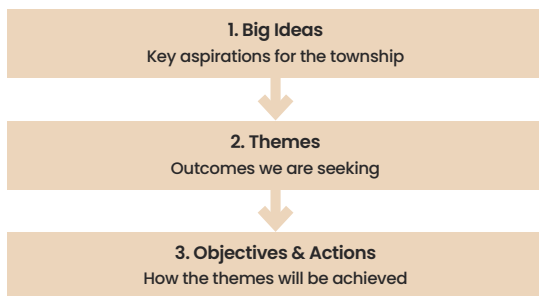 1. Big Ideas
Key aspirations for the township
2. Themes
Outcomes we are seeking
3. Objectives & Actions
How the themes will be achieved